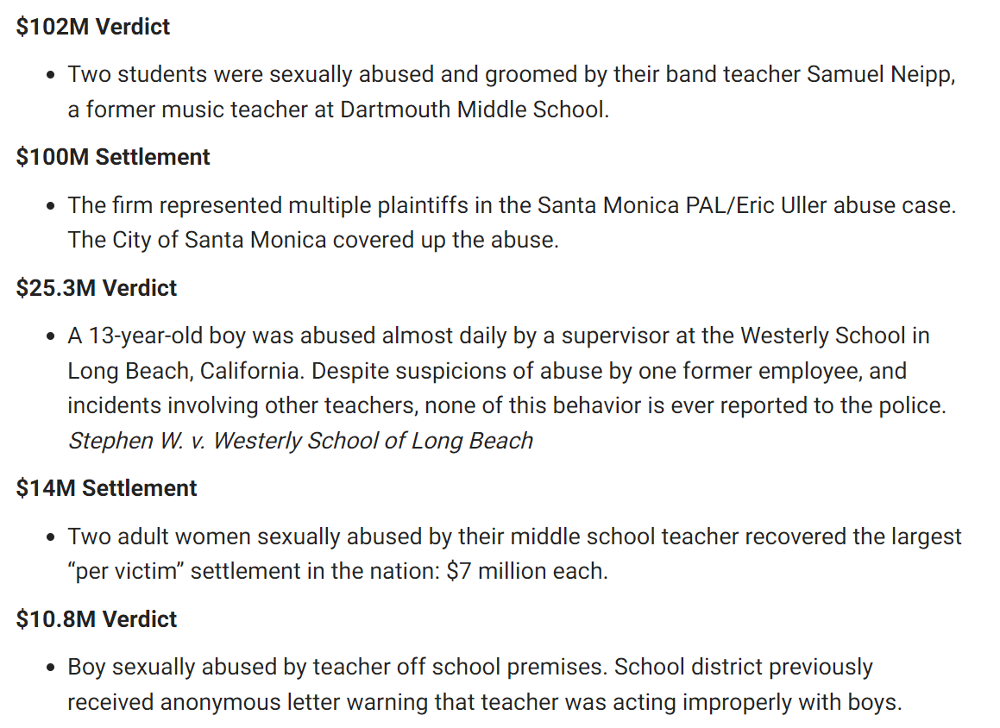 $102M Verdict
• Two students were sexually abused and groomed by their band teacher Samuel Neipp,
a former music teacher at Dartmouth Middle School.
$100M Settlement
• The firm represented multiple plaintiffs in the Santa Monica PAL/Eric Uller abuse case.
The City of Santa Monica covered up the abuse.
$25.3M Verdict
• A 13-year-old boy was abused almost daily by a supervisor at the Westerly School in
Long Beach, California. Despite suspicions of abuse by one former employee, and
incidents involving other teachers, none of this behavior is ever reported to the police.
Stephen W. v. Westerly School of Long Beach
$14M Settlement
• Two adult women sexually abused by their middle school teacher recovered the largest
“per victim” settlement in the nation: $7 million each.
$10.8M Verdict
• Boy sexually abused by teacher off school premises. School district previously
received anonymous letter warning that teacher was acting improperly with boys.